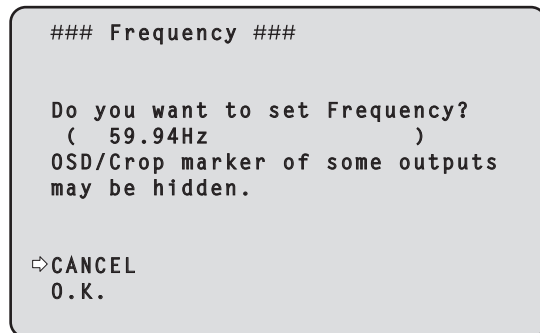 ### Frequency ###
Do you want to set Frequency?
( 59.94Hz )
OSD/Crop marker of some outputs
may be hidden.
⇨CANCEL
O.K.